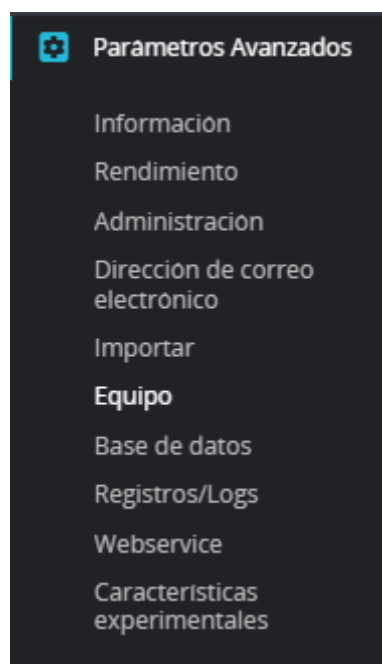 Parámetros Avanzados
Información
Rendimiento
Administración
Dirección de correo
electrónico
Importar
Equipo
Base de datos
Registros/Logs
Webservice
Características
experimentales